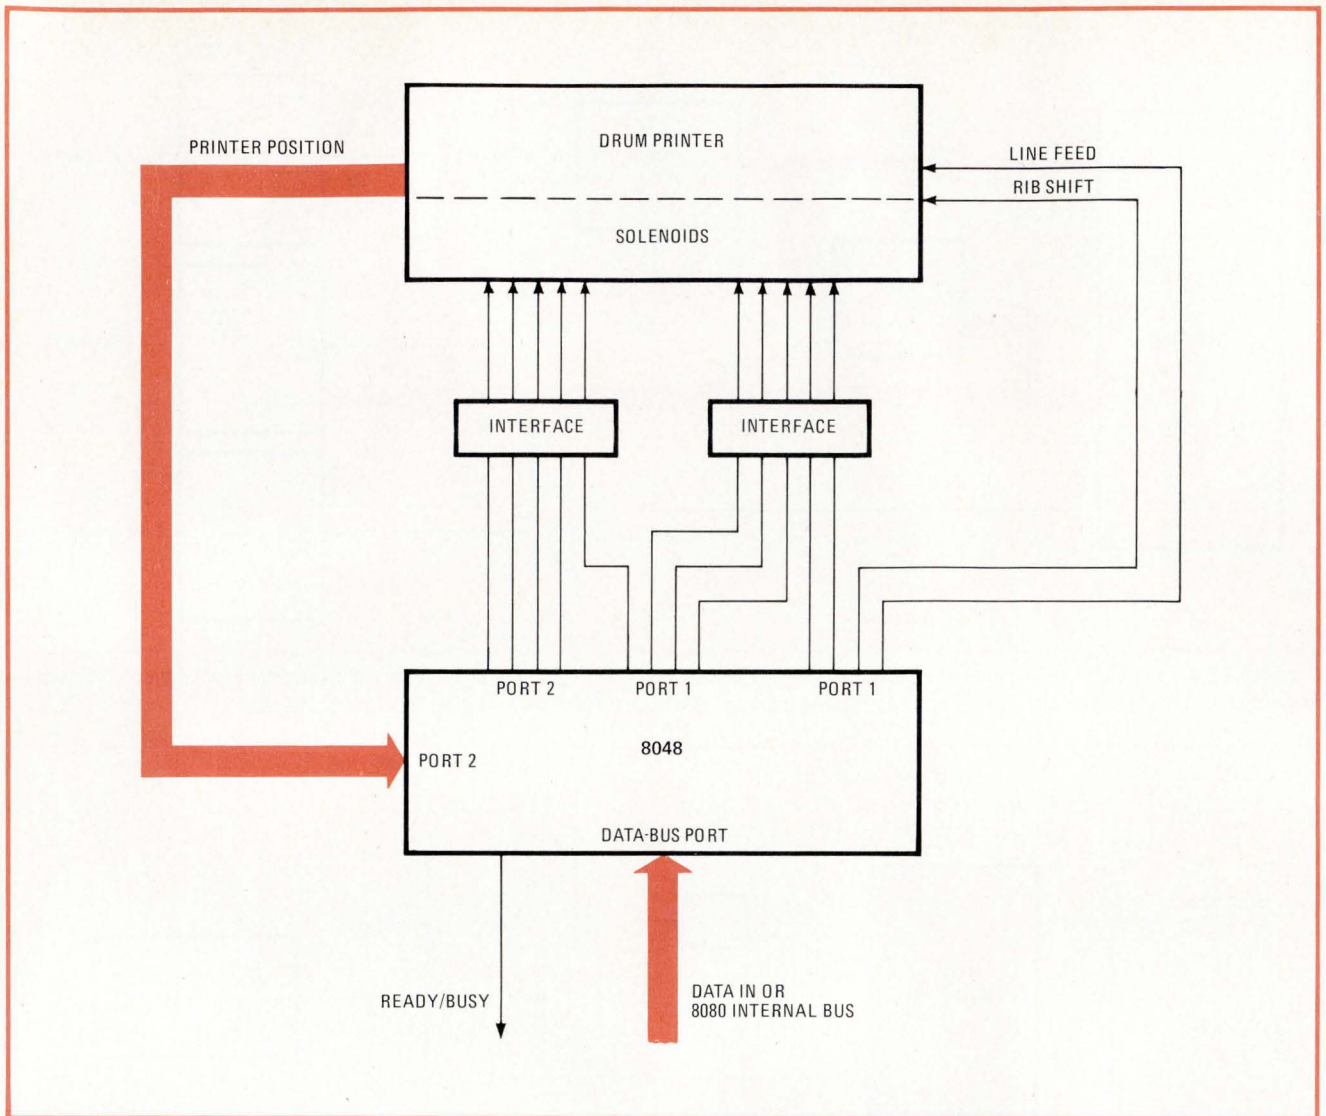 PRINTER POSITION
DRUM PRINTER
LINE FEED
RIB SHIFT
SOLENOIDS
INTERFACE
INTERFACE
PORT 2
PORT 1
PORT 1
8048
PORT 2
DATA-BUS PORT
READY/BUSY
DATA IN OR
8080 INTERNAL BUS